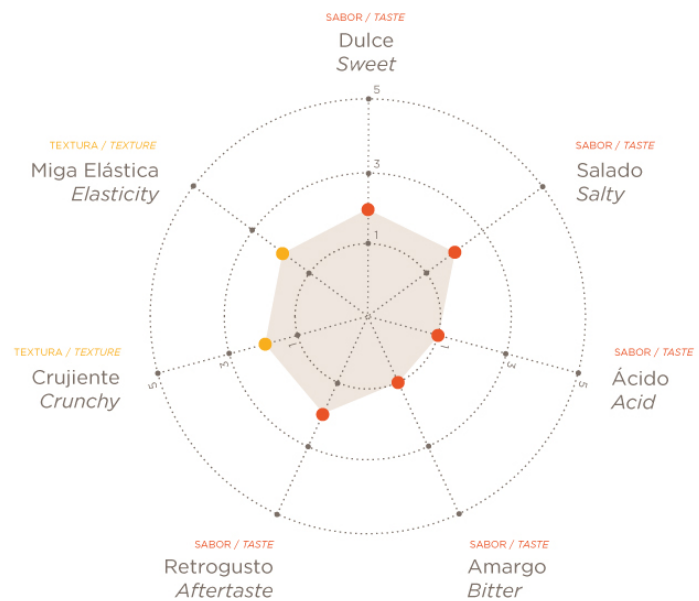 SABOR / TASTE
Dulce
Sweet
5
TEXTURA / TEXTURE
Miga Elástica
Elasticity
SABOR / TASTE
Salado
Salty
3
1
TEXTURA / TEXTURE
Crujiente
Crunchy
5
3
1
1
3
5
SABOR / TASTE
Ácido
Acid
SABOR / TASTE
Retrogusto
Aftertaste
SABOR / TASTE
Amargo
Bitter